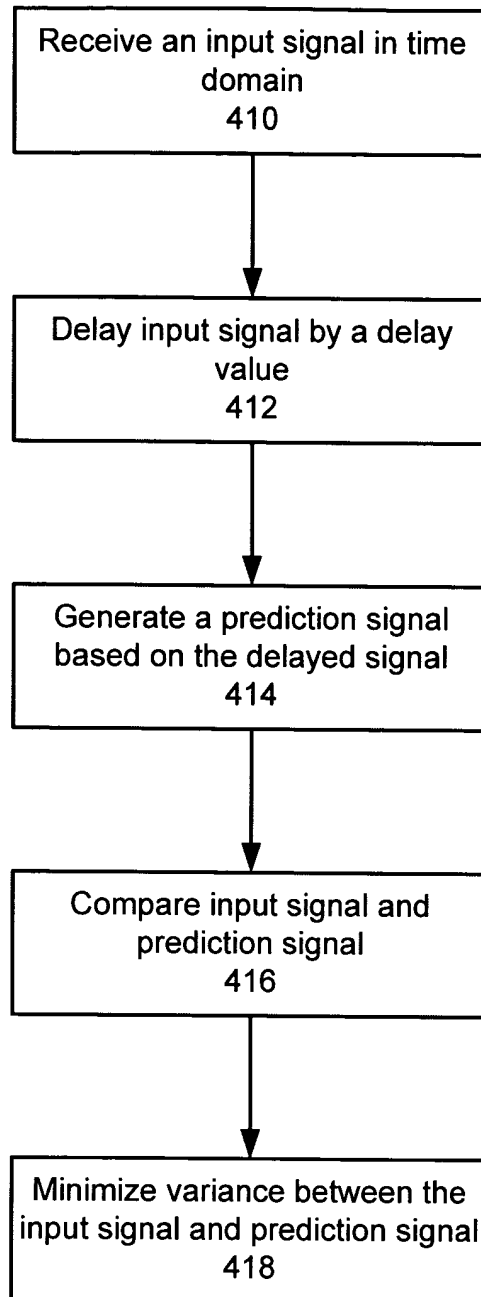 Receive an input signal in time
domain
410
Delay input signal by a delay
value
412
Generate a prediction signal
based on the delayed signal
414
Compare input signal and
prediction signal
416
Minimize variance between the
input signal and prediction signal
418